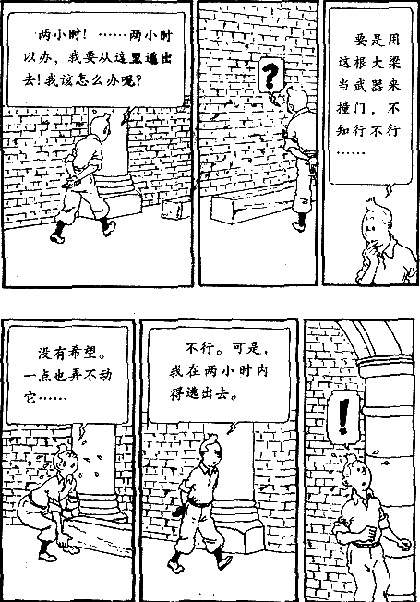 两小时！……两小时
以办，我要从这里逃出
去！我该怎么办呢？
?
要是用
这根大梁
当武器来
撞门，不
知行不行
……
没有希望。
一点也弄不动
它……
不行。可是，
我在两小时内
得逃出去。
!